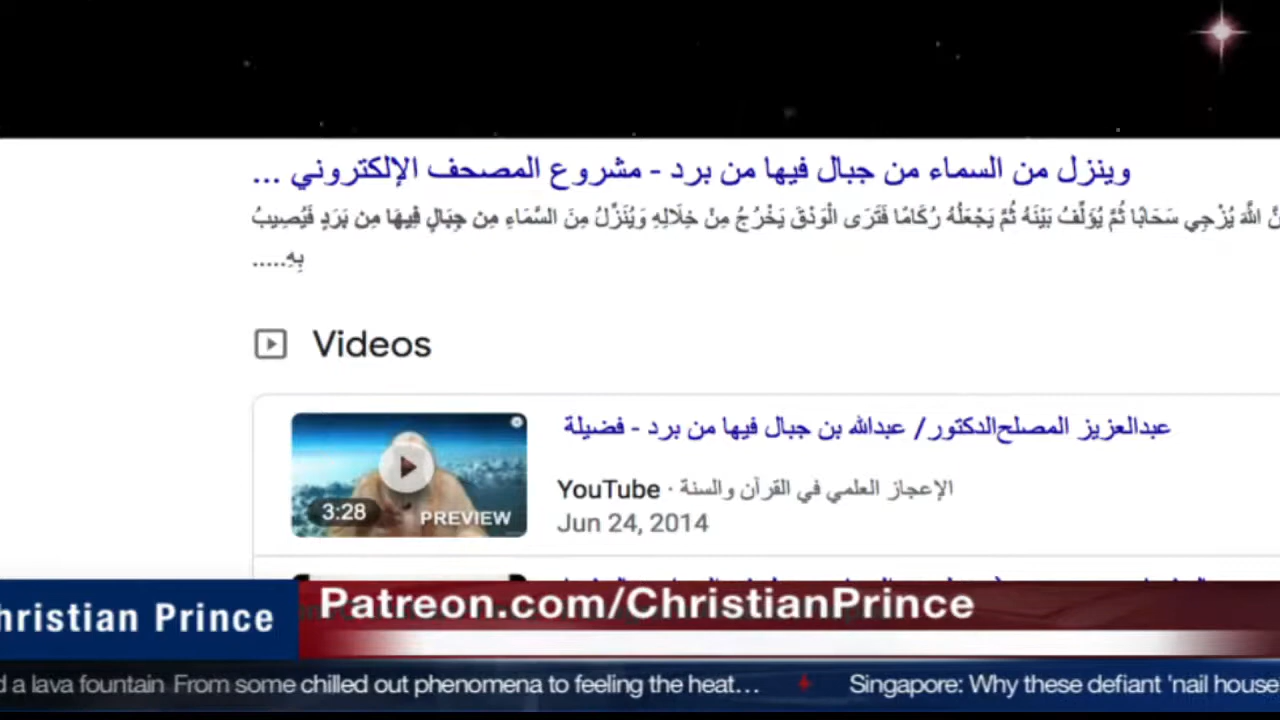 وينزل من السماء من جبال فيها من برد - مشروع المصحف الإلكتروني ...
اللَّهَ يُزْجِي سَحَابًا ثُمَّ يُؤَلِّفُ بَيْنَهُ ثُمَّ يَجْعَلُهُ رُكَامًا فَتَرَى الْوَدْقَ يَخْرُجُ مِنْ خِلَالِهِ وَيُنَزِّلُ مِنَ السَّمَاءِ مِن جِبَالٍ فِيهَا مِن بَرَدٍ فَيُصِيبُ
بِهِ.....
Videos
عبدالعزيز المصلح‎الدكتور/ عبدالله بن جبال فيها من برد - فضيلة
3:28
PREVIEW
YouTube · الإعجاز العلمي في القرآن والسنة
Jun 24, 2014
hristian Prince
Patreon.com/ChristianPrince
a lava fountain From some chilled out phenomena to feeling the heat... Singapore: Why these defiant 'nail house